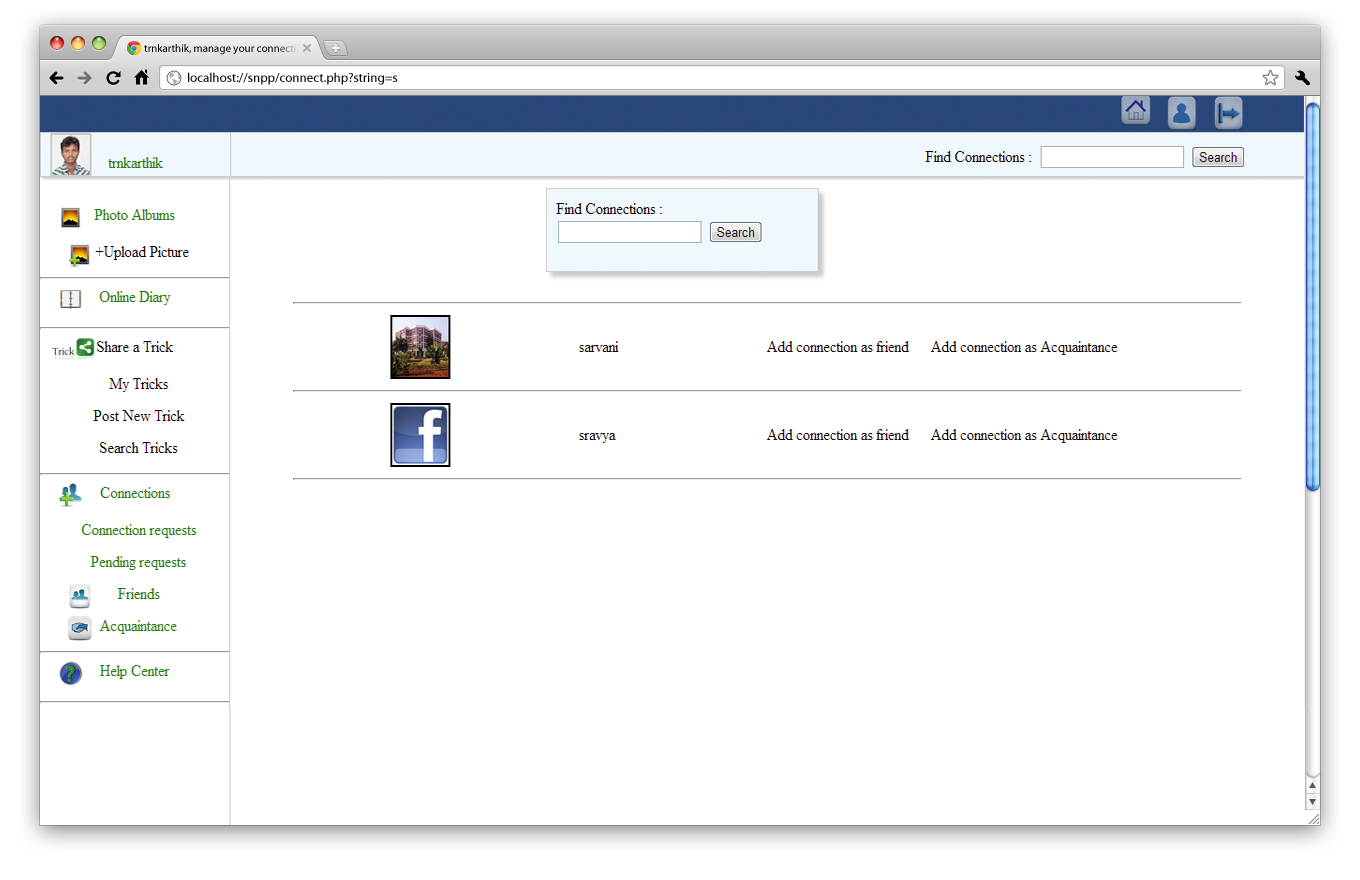 trnkarthik, manage your connecti
localhost://snpp/connect.php?string=s
trnkarthik
Find Connections :
Search
Photo Albums
+Upload Picture
Online Diary
Trick Share a Trick
My Tricks
Post New Trick
Search Tricks
Connections
Connection requests
Pending requests
Friends
Acquaintance
Help Center
Find Connections :
Search
sarvani Add connection as friend Add connection as Acquaintance
f
sravya Add connection as friend Add connection as Acquaintance